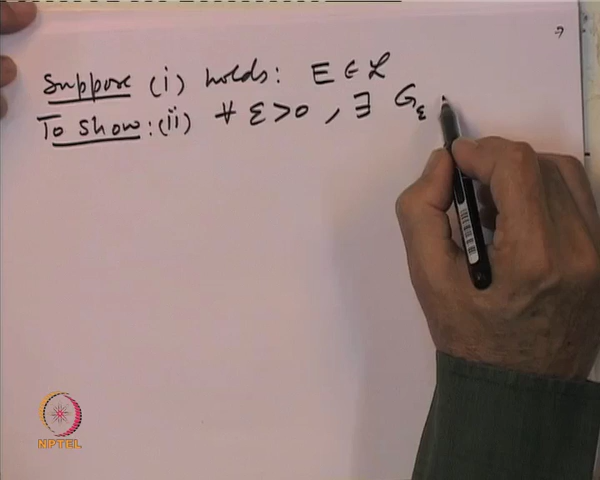 Suppose (i) holds: E ∈ ℒ
To show: (ii) ∀ ε > 0, ∃ G_ε
NPTEL